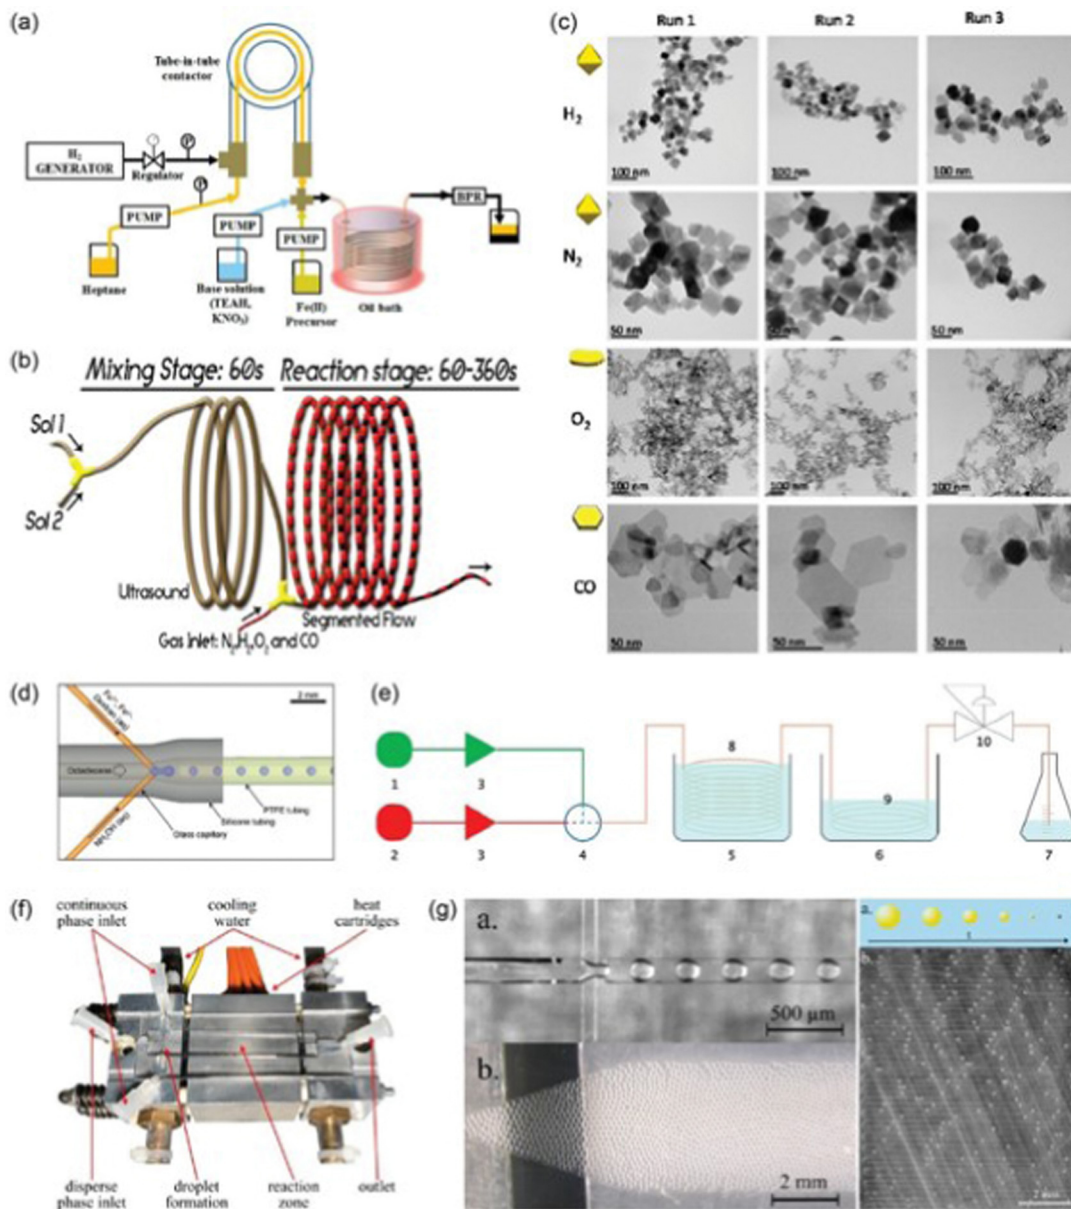 (a)
Tube-in-tube
contactor
H₂
GENERATOR
Regulator
P
P
PUMP
PUMP
PUMP
BPR
Heptane
Base solution
(TEAH,
KNO₃)
Fe(II)
Precursor
Oil bath
(b)
Mixing Stage: 60s
Reaction stage: 60-360s
Sol 1
Sol 2
Ultrasound
Segmented Flow
Gas Inlet: N₂,H₂,O₂ and CO
(c)
Run 1
Run 2
Run 3
H₂
100 nm
100 nm
100 nm
N₂
50 nm
50 nm
50 nm
O₂
100 nm
100 nm
100 nm
CO
50 nm
50 nm
50 nm
(d)
2 mm
Octadecene
PTFE tubing
Silicone tubing
Glass capillary
NH₄OH (aq)
(e)
1
3
2
3
4
8
5
9
6
10
7
(f)
continuous
phase inlet
cooling
water
heat
cartridges
disperse
phase inlet
droplet
formation
reaction
zone
outlet
(g)
a.
500 µm
b.
2 mm
a.
t
2 mm